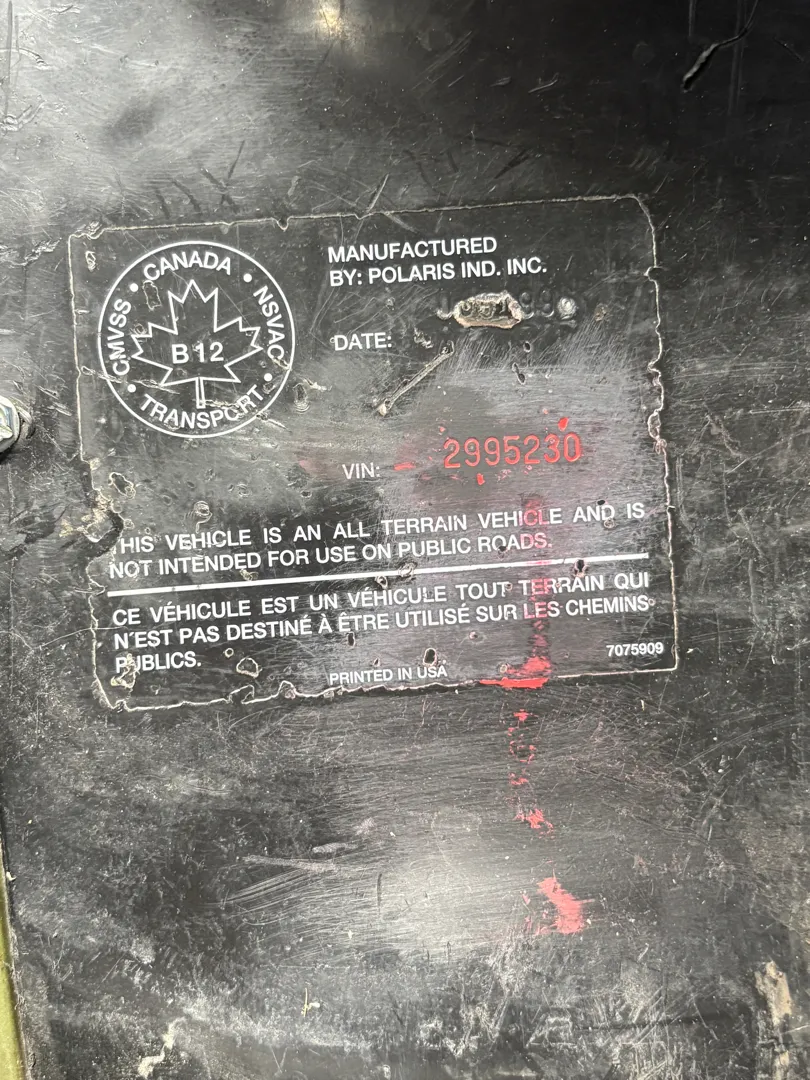 MANUFACTURED
BY: POLARIS IND. INC.
CANADA
CMVSS • NSVAC
B 12
TRANSPORT
DATE:
VIN: 2995230
THIS VEHICLE IS AN ALL TERRAIN VEHICLE AND IS
NOT INTENDED FOR USE ON PUBLIC ROADS.
CE VÉHICULE EST UN VÉHICULE TOUT TERRAIN QUI
N'EST PAS DESTINÉ À ÊTRE UTILISÉ SUR LES CHEMINS
PUBLICS.
7075909
PRINTED IN USA